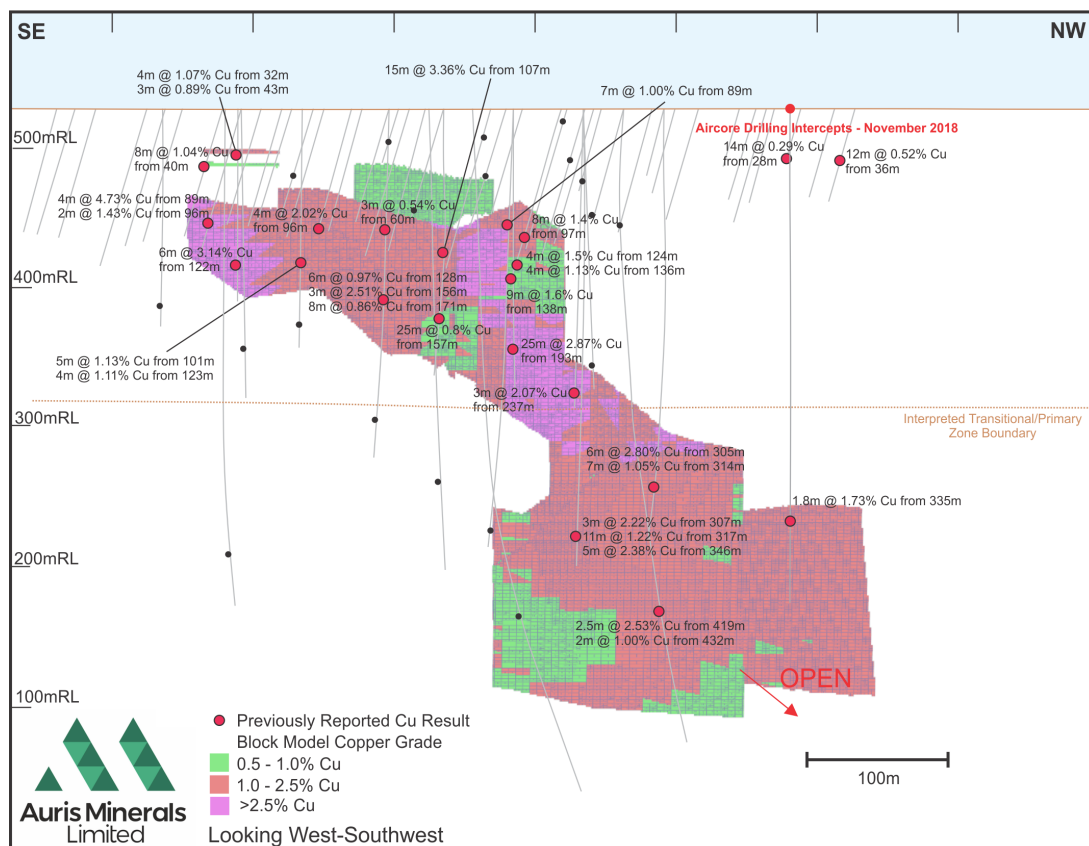 SE
NW
4m @ 1.07% Cu from 32m
3m @ 0.89% Cu from 43m
15m @ 3.36% Cu from 107m
7m @ 1.00% Cu from 89m
500mRL
Aircore Drilling Intercepts - November 2018
8m @ 1.04% Cu
from 40m
14m @ 0.29% Cu
from 28m
12m @ 0.52% Cu
from 36m
4m @ 4.73% Cu from 89m
2m @ 1.43% Cu from 96m
4m @ 2.02% Cu
from 96m
3m @ 0.54% Cu
from 60m
8m @ 1.4% Cu
from 97m
6m @ 3.14% Cu
from 122m
4m @ 1.5% Cu from 124m
4m @ 1.13% Cu from 136m
400mRL
6m @ 0.97% Cu from 128m
3m @ 2.51% Cu from 156m
8m @ 0.86% Cu from 171m
9m @ 1.6% Cu
from 138m
25m @ 0.8% Cu
from 157m
25m @ 2.87% Cu
from 193m
5m @ 1.13% Cu from 101m
4m @ 1.11% Cu from 123m
3m @ 2.07% Cu
from 237m
300mRL
Interpreted Transitional/Primary
Zone Boundary
6m @ 2.80% Cu from 305m
7m @ 1.05% Cu from 314m
1.8m @ 1.73% Cu from 335m
3m @ 2.22% Cu from 307m
11m @ 1.22% Cu from 317m
5m @ 2.38% Cu from 346m
200mRL
2.5m @ 2.53% Cu from 419m
2m @ 1.00% Cu from 432m
OPEN
100mRL
Previously Reported Cu Result
Block Model Copper Grade
0.5 - 1.0% Cu
1.0 - 2.5% Cu
>2.5% Cu
Looking West-Southwest
100m
Auris Minerals
Limited